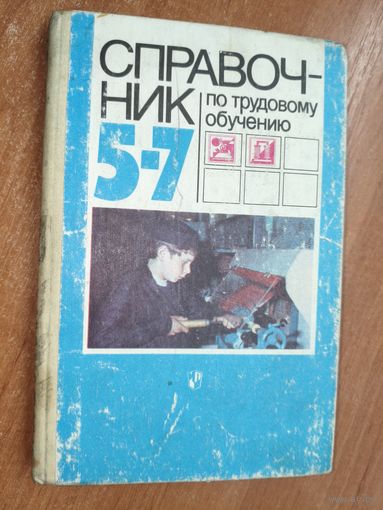 СПРАВОЧ-
НИК
по трудовому
обучению
5-7